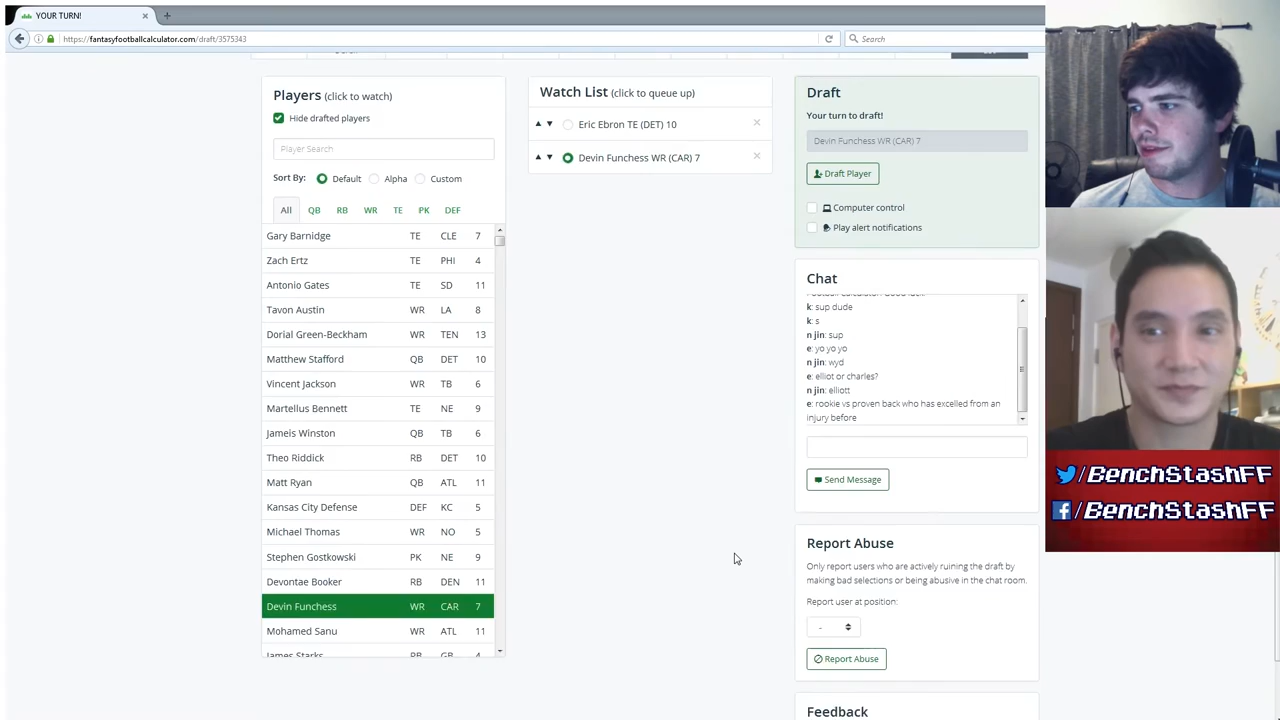 YOUR TURN!
https://fantasyfootballcalculator.com/draft/3575343
Search
Players (click to watch)
Hide drafted players
Player Search
Sort By: Default Alpha Custom
All QB RB WR TE PK DEF
Gary Barnidge TE CLE 7
Zach Ertz TE PHI 4
Antonio Gates TE SD 11
Tavon Austin WR LA 8
Dorial Green-Beckham WR TEN 13
Matthew Stafford QB DET 10
Vincent Jackson WR TB 6
Martellus Bennett TE NE 9
Jameis Winston QB TB 6
Theo Riddick RB DET 10
Matt Ryan QB ATL 11
Kansas City Defense DEF KC 5
Michael Thomas WR NO 5
Stephen Gostkowski PK NE 9
Devontae Booker RB DEN 11
Devin Funchess WR CAR 7
Mohamed Sanu WR ATL 11
James Starks RB GB 4
Watch List (click to queue up)
Eric Ebron TE (DET) 10
Devin Funchess WR (CAR) 7
Draft
Your turn to draft!
Devin Funchess WR (CAR) 7
Draft Player
Computer control
Play alert notifications
Chat
k: sup dude
k: s
n jin: sup
e: yo yo yo
n jin: wyd
e: elliot or charles?
n jin: elliott
e: rookie vs proven back who has excelled from an
injury before
Send Message
Report Abuse
Only report users who are actively ruining the draft by
making bad selections or being abusive in the chat room.
Report user at position:
-
Report Abuse
Feedback
/BenchStashFF
/BenchStashFF